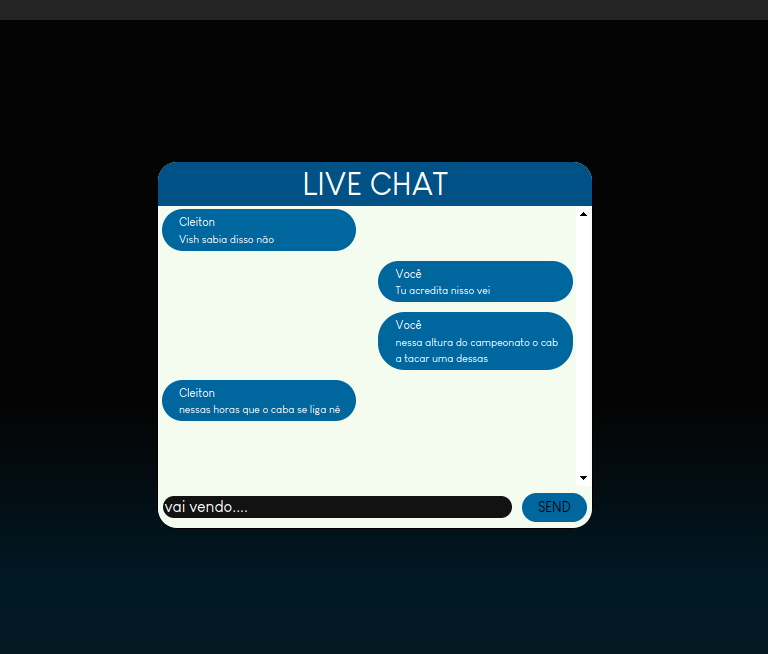 LIVE CHAT
Cleiton
Vish sabia disso não
Você
Tu acredita nisso vei
Você
nessa altura do campeonato o cab
a tacar uma dessas
Cleiton
nessas horas que o caba se liga né
vai vendo....
SEND